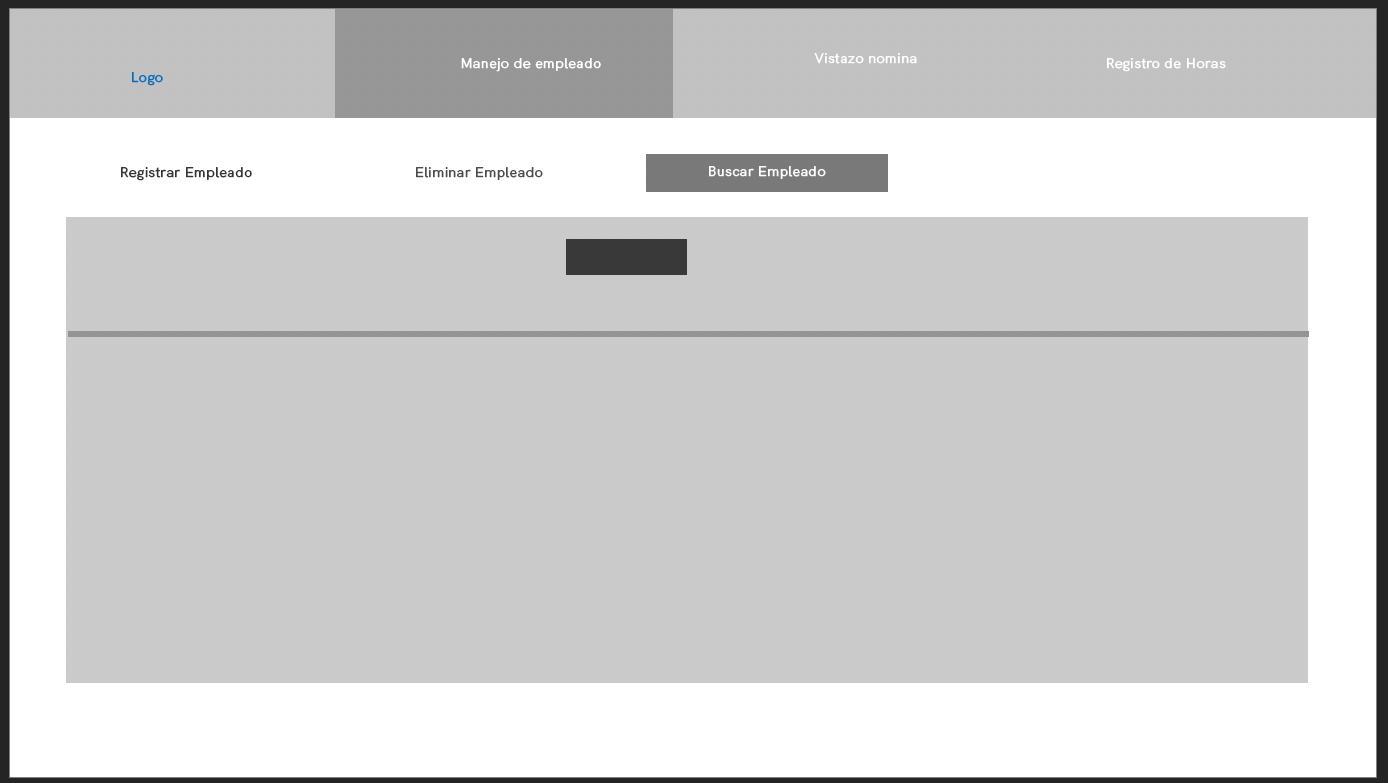 Logo
Manejo de empleado
Vistazo nomina
Registro de Horas
Registrar Empleado
Eliminar Empleado
Buscar Empleado